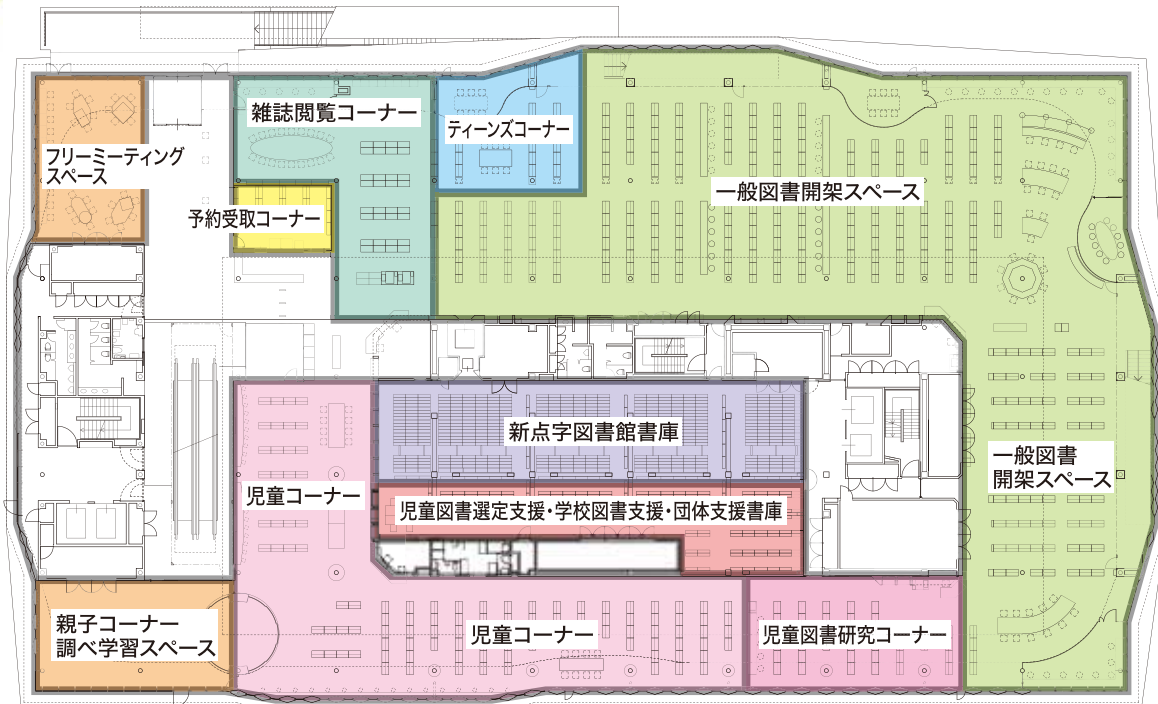 雑誌閲覧コーナー
ティーンズコーナー
フリーミーティング
スペース
一般図書開架スペース
予約受取コーナー
新点字図書館書庫
一般図書
開架スペース
児童コーナー
児童図書選定支援・学校図書支援・団体支援書庫
親子コーナー
調べ学習スペース
児童コーナー
児童図書研究コーナー